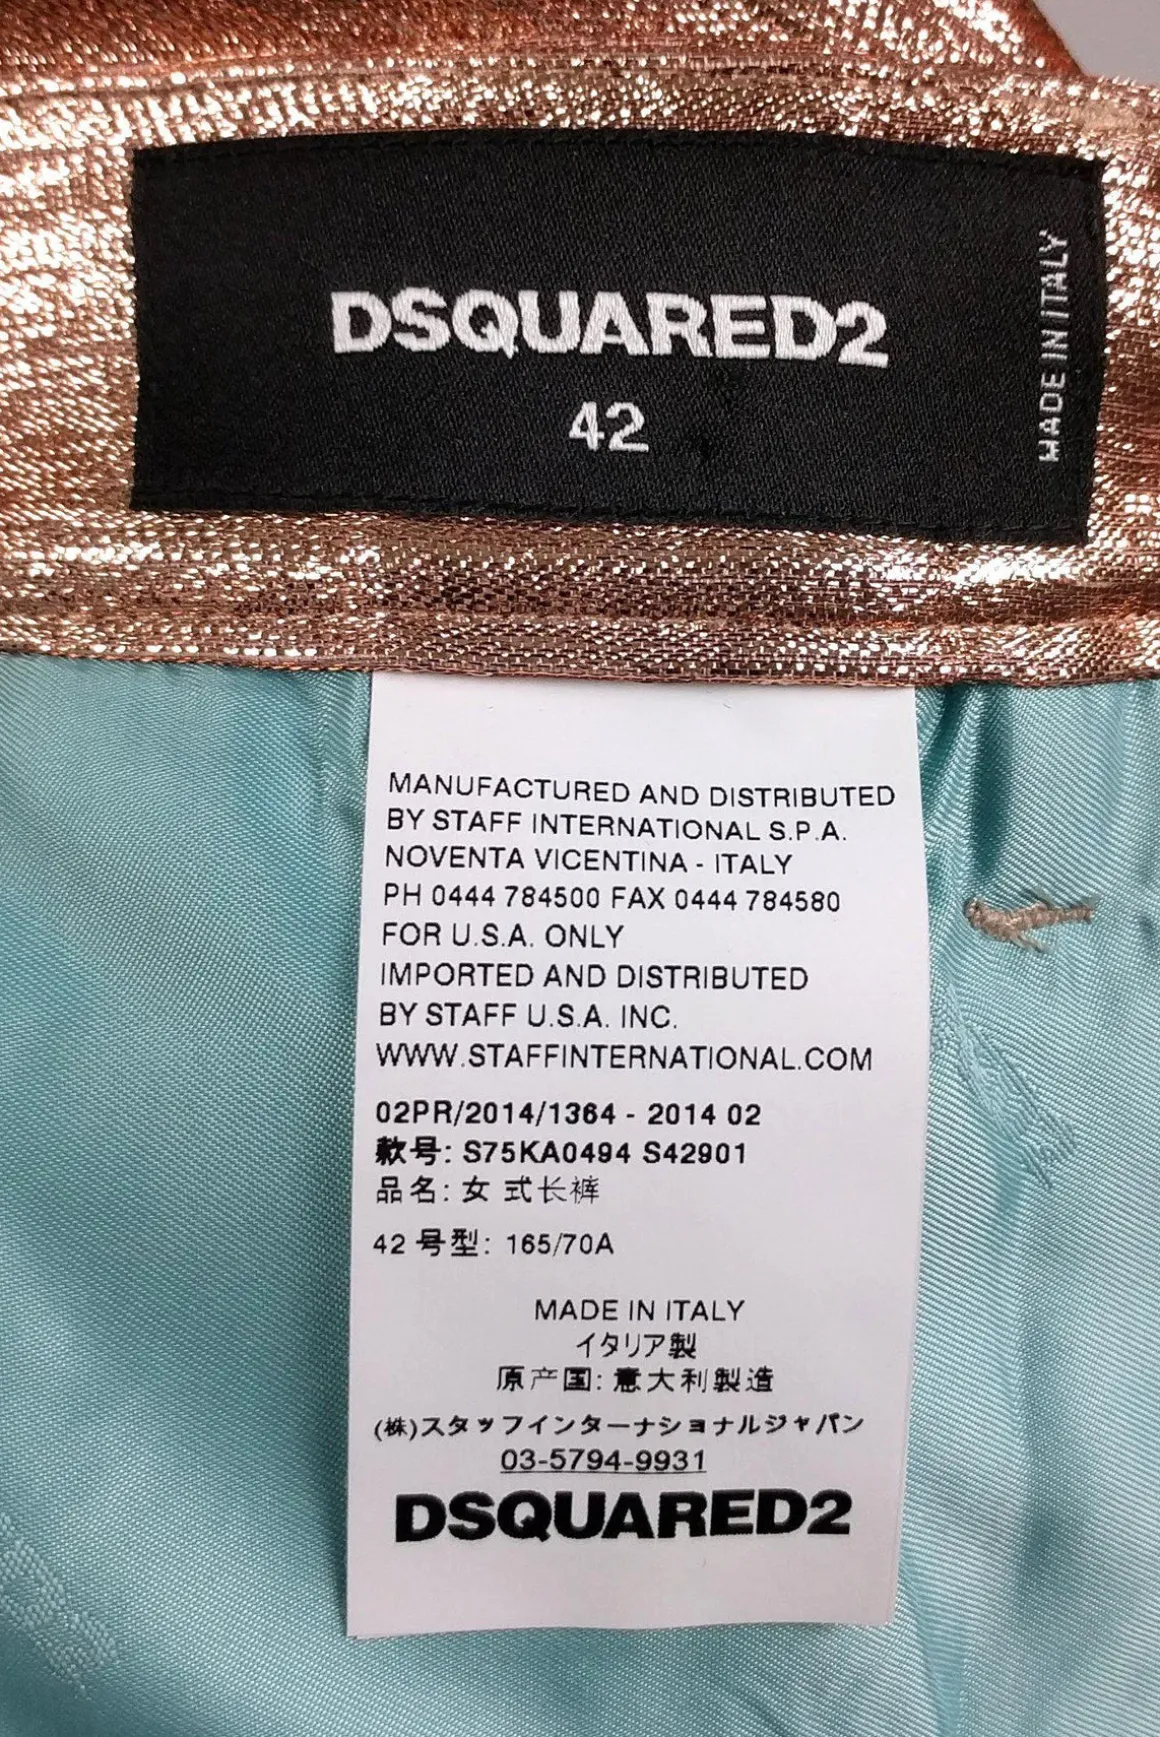 DSQUARED2
42
MADE IN ITALY
MANUFACTURED AND DISTRIBUTED
BY STAFF INTERNATIONAL S.P.A.
NOVENTA VICENTINA - ITALY
PH 0444 784500 FAX 0444 784580
FOR U.S.A. ONLY
IMPORTED AND DISTRIBUTED
BY STAFF U.S.A. INC.
WWW.STAFFINTERNATIONAL.COM
02PR/2014/1364 - 2014 02
款号: S75KA0494 S42901
品名: 女 式长裤
42 号型: 165/70A
MADE IN ITALY
イタリア製
原产国: 意大利製造
(株)スタッフインターナショナルジャパン
03-5794-9931
DSQUARED2